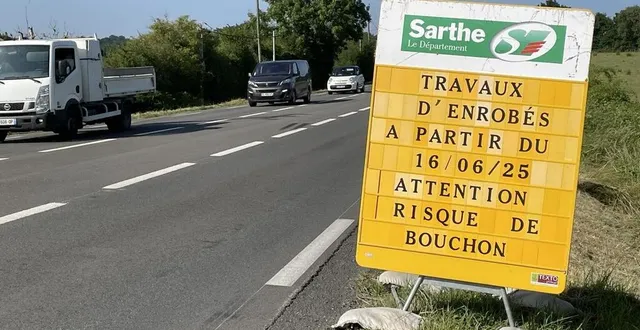 Sarthe
Le Département
TRAVAUX
D'ENROBÉS
A PARTIR DU
16/06/25
ATTENTION
RISQUE DE
BOUCHON